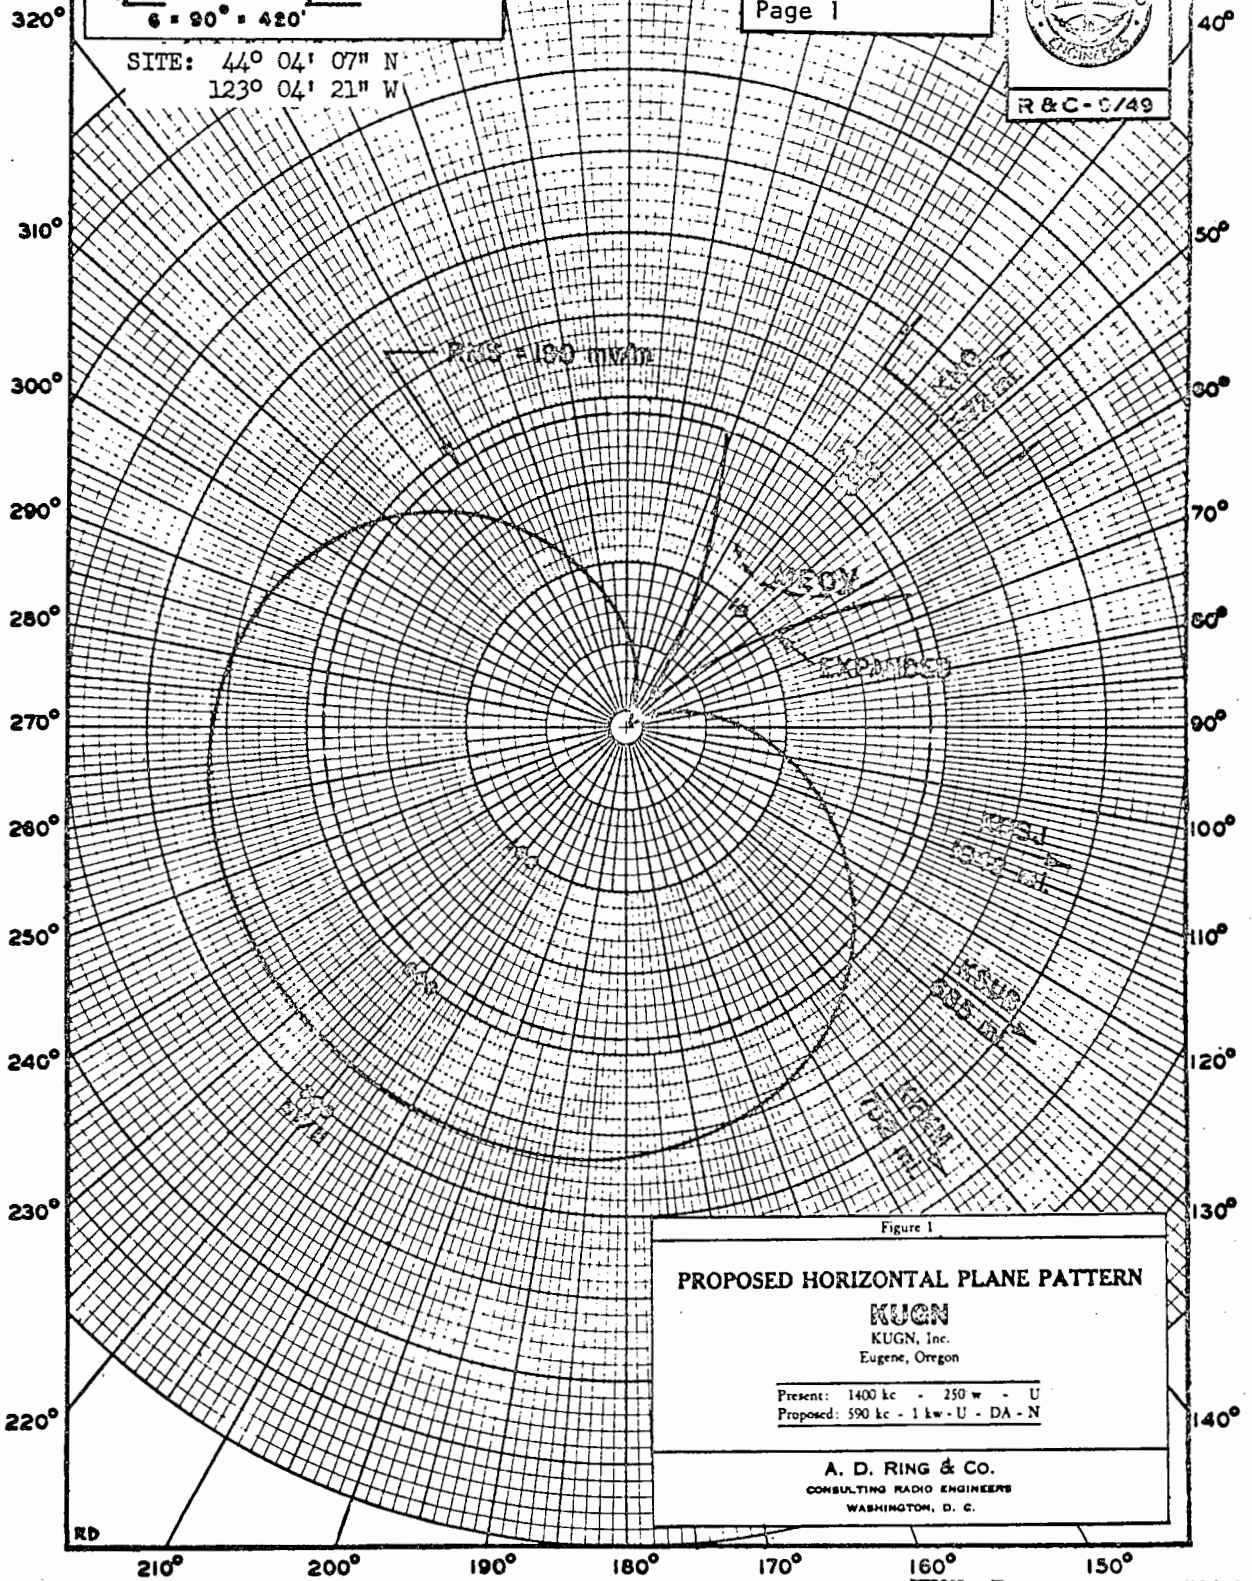 6 = 90° = 420'
Page 1
SITE: 44° 04' 07" N
123° 04' 21" W
ENGINEERS
R & C -
RMS =
EXPANDED
320°
310°
300°
290°
280°
270°
260°
250°
240°
230°
220°
210°
200°
190°
180°
170°
160°
150°
40°
50°
60°
70°
80°
90°
100°
110°
120°
130°
140°
Figure 1
PROPOSED HORIZONTAL PLANE PATTERN
KUGN
KUGN, Inc.
Eugene, Oregon
Present: 1400 kc - 250 w - U
Proposed: 590 kc - 1 kw - U - DA - N
A. D. RING & CO.
CONSULTING RADIO ENGINEERS
WASHINGTON, D. C.
RD